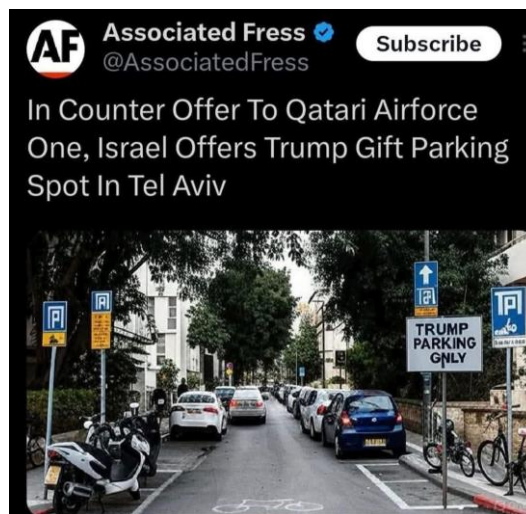 AF
Associated Fress
@AssociatedFress
Subscribe
In Counter Offer To Qatari Airforce
One, Israel Offers Trump Gift Parking
Spot In Tel Aviv
TRUMP
PARKING
GNLY